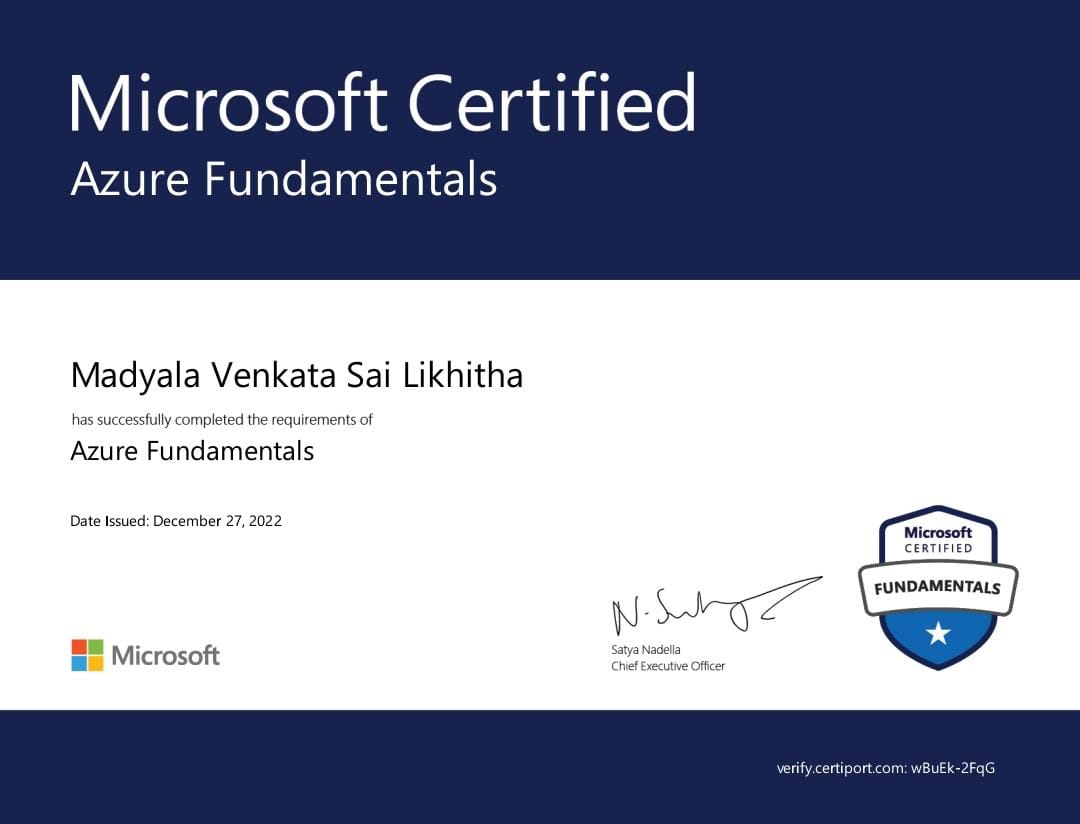 Microsoft Certified
Azure Fundamentals
Madyala Venkata Sai Likhitha
has successfully completed the requirements of
Azure Fundamentals
Date Issued: December 27, 2022
Microsoft
CERTIFIED
FUNDAMENTALS
N. Satya
Satya Nadella
Chief Executive Officer
Microsoft
verify.certiport.com: wBuEk-2FqG